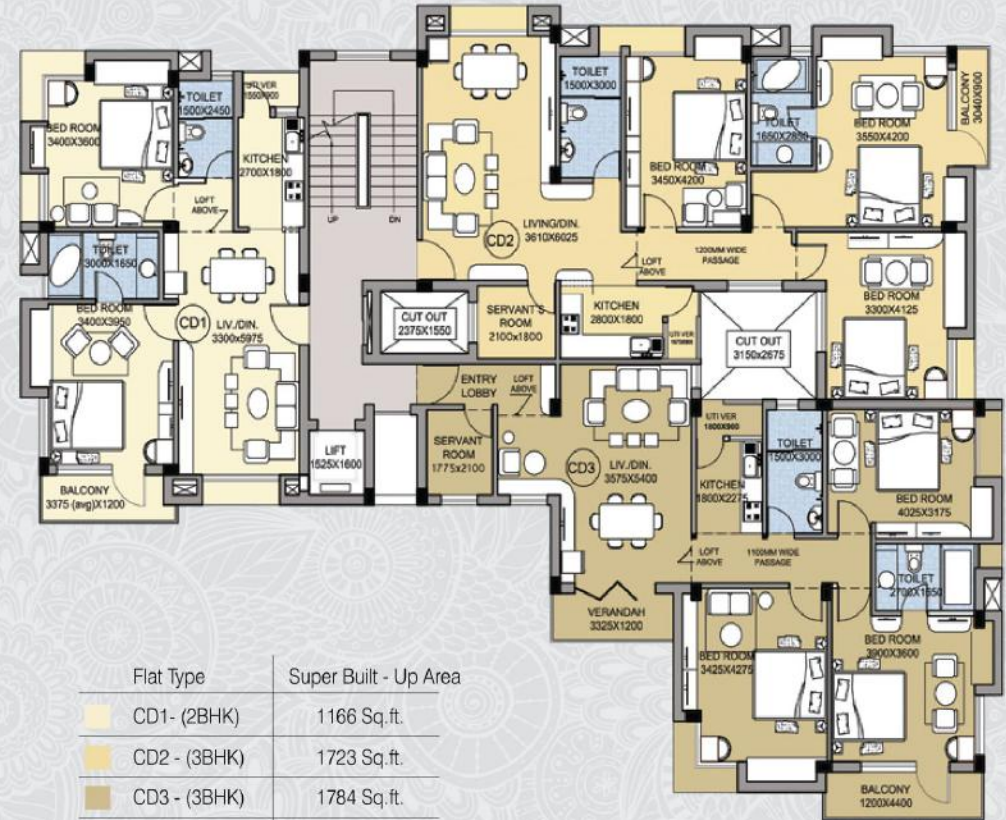 BED ROOM
3400X3600
TOILET
1500X2450
UTI VER
1550X900
KITCHEN
2700X1800
LOFT
ABOVE
TOILET
3000X1650
BED ROOM
3400X3950
CD1
LIV./DIN.
3300x5975
BALCONY
3375 (avg)X1200
UP
DN
LIFT
1525X1600
CD2
LIVING/DIN.
3610X6025
TOILET
1500X3000
BED ROOM
3450X4200
TOILET
1650X2850
BED ROOM
3550X4200
BALCONY
3040X900
LOFT
ABOVE
1200MM WIDE
PASSAGE
BED ROOM
3300X4125
CUT OUT
2375X1550
SERVANT'S
ROOM
2100x1800
KITCHEN
2800X1800
UTI VER
CUT OUT
3150x2675
ENTRY
LOBBY
LOFT
ABOVE
SERVANT
ROOM
1775x2100
CD3
LIV./DIN.
3575X5400
UTI VER
1800X900
KITCHEN
1800X2275
TOILET
1500X3000
BED ROOM
4025X3175
LOFT
ABOVE
1100MM WIDE
PASSAGE
TOILET
2700X1650
VERANDAH
3325X1200
BED ROOM
3425X4275
BED ROOM
3900X3600
BALCONY
1200X4400
Flat Type Super Built - Up Area
CD1- (2BHK) 1166 Sq.ft.
CD2 - (3BHK) 1723 Sq.ft.
CD3 - (3BHK) 1784 Sq.ft.